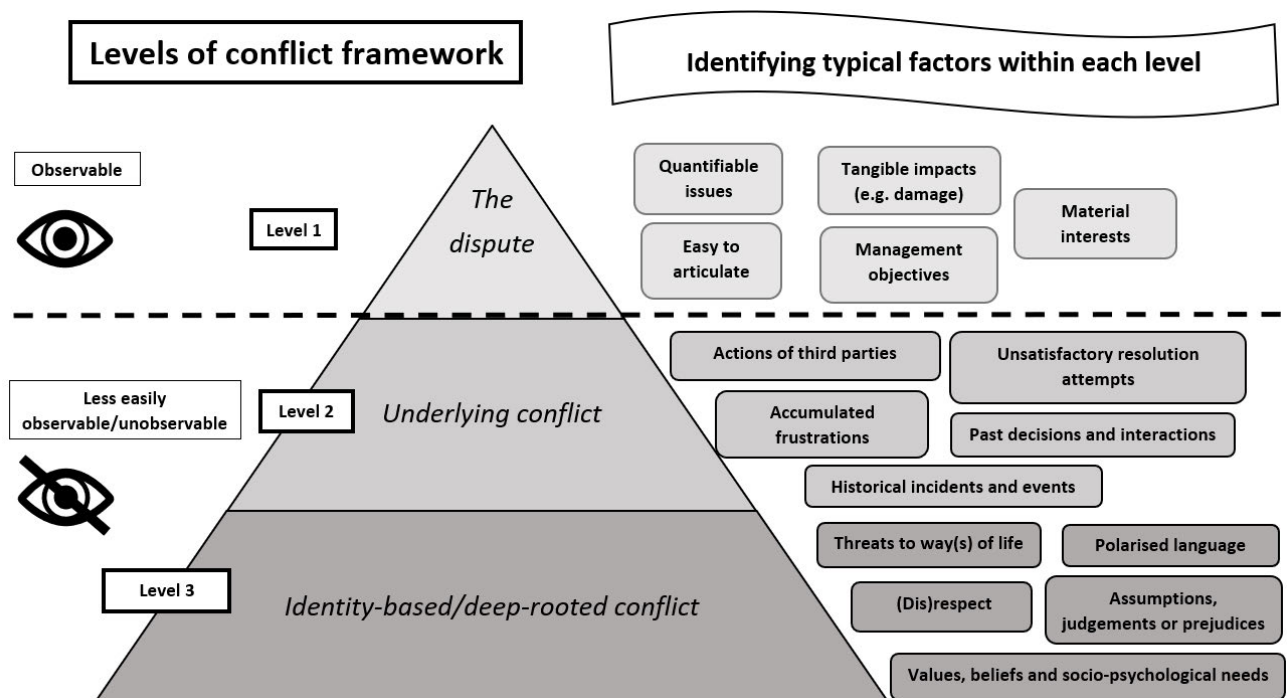 Levels of conflict framework
Identifying typical factors within each level
Observable
Level 1
The
dispute
Quantifiable
issues
Tangible impacts
(e.g. damage)
Material
interests
Easy to
articulate
Management
objectives
Less easily
observable/unobservable
Level 2
Underlying conflict
Actions of third parties
Unsatisfactory resolution
attempts
Accumulated
frustrations
Past decisions and interactions
Historical incidents and events
Level 3
Identity-based/deep-rooted conflict
Threats to way(s) of life
Polarised language
(Dis)respect
Assumptions,
judgements or prejudices
Values, beliefs and socio-psychological needs